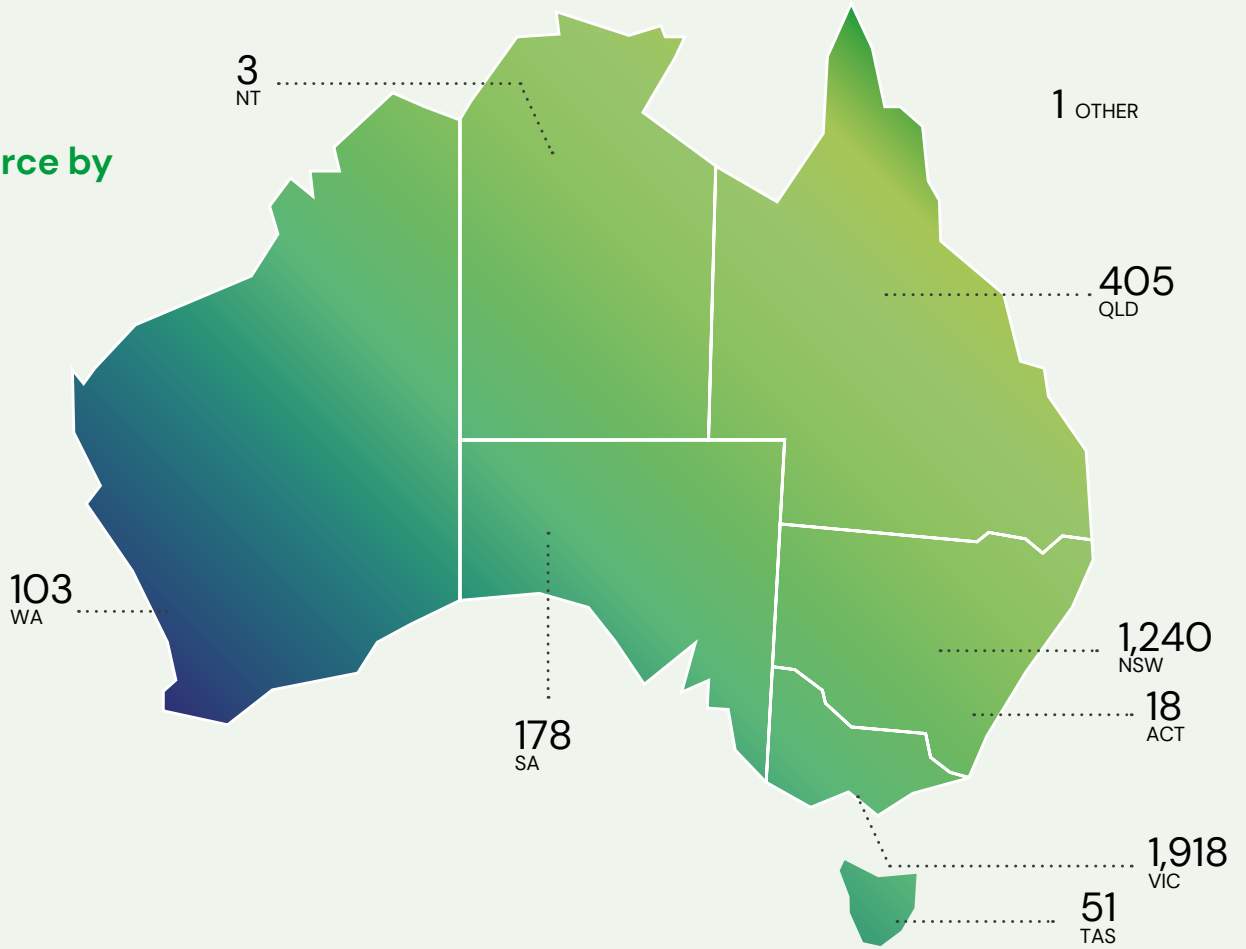 3
NT
1 OTHER
rce by
405
QLD
103
WA
1,240
NSW
18
ACT
178
SA
1,918
VIC
51
TAS